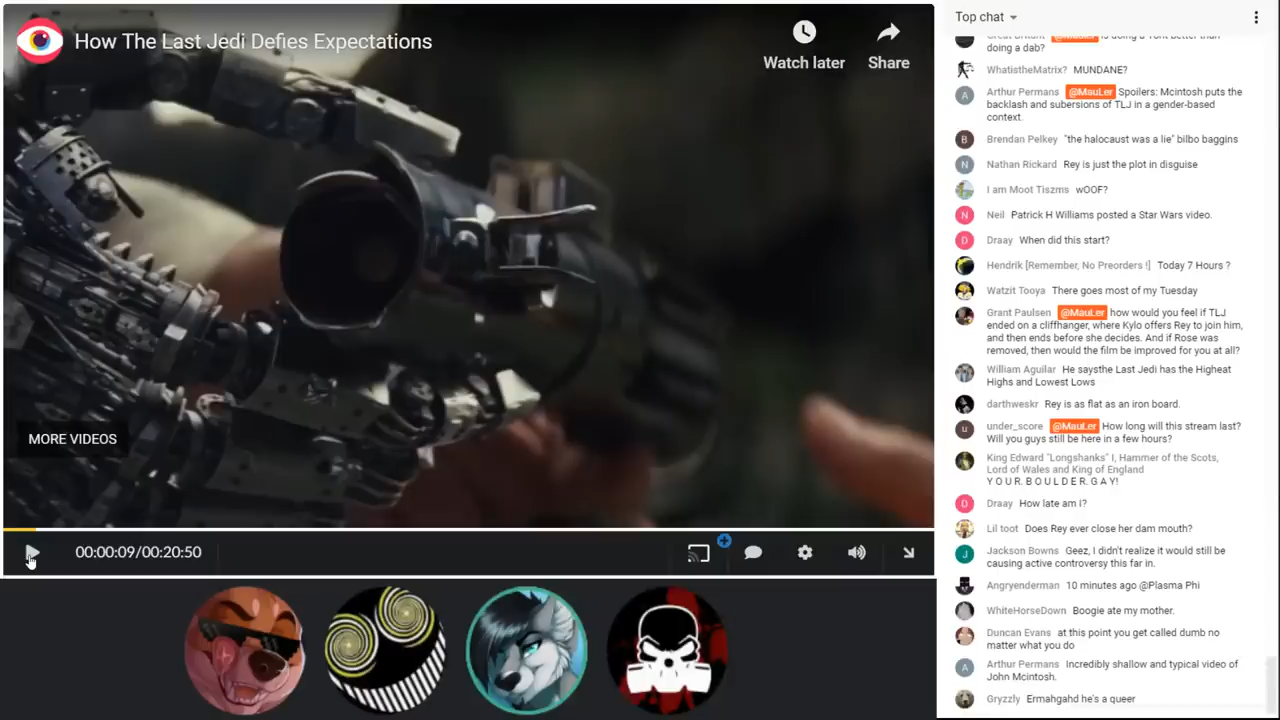 How The Last Jedi Defies Expectations
Watch later
Share
MORE VIDEOS
00:00:09/00:20:50
Top chat
doing a dab?
WhatistheMatrix? MUNDANE?
Arthur Permans @MauLer Spoilers: Mcintosh puts the
backlash and subersions of TLJ in a gender-based
context.
Brendan Pelkey "the halocaust was a lie" bilbo baggins
Nathan Rickard Rey is just the plot in disguise
I am Moot Tiszms wOOF?
Neil Patrick H Williams posted a Star Wars video.
Draay When did this start?
Hendrik [Remember, No Preorders !] Today 7 Hours ?
Watzit Tooya There goes most of my Tuesday
Grant Paulsen @MauLer how would you feel if TLJ
ended on a cliffhanger, where Kylo offers Rey to join him,
and then ends before she decides. And if Rose was
removed, then would the film be improved for you at all?
William Aguilar He saysthe Last Jedi has the Higheat
Highs and Lowest Lows
darthweskr Rey is as flat as an iron board.
under_score @MauLer How long will this stream last?
Will you guys still be here in a few hours?
King Edward "Longshanks" I, Hammer of the Scots,
Lord of Wales and King of England
Y O U R. B O U L D E R. G A Y!
Draay How late am I?
Lil toot Does Rey ever close her dam mouth?
Jackson Bowns Geez, I didn't realize it would still be
causing active controversy this far in.
Angryenderman 10 minutes ago @Plasma Phi
WhiteHorseDown Boogie ate my mother.
Duncan Evans at this point you get called dumb no
matter what you do
Arthur Permans Incredibly shallow and typical video of
John Mcintosh.
Gryzzly Ermahgahd he's a queer